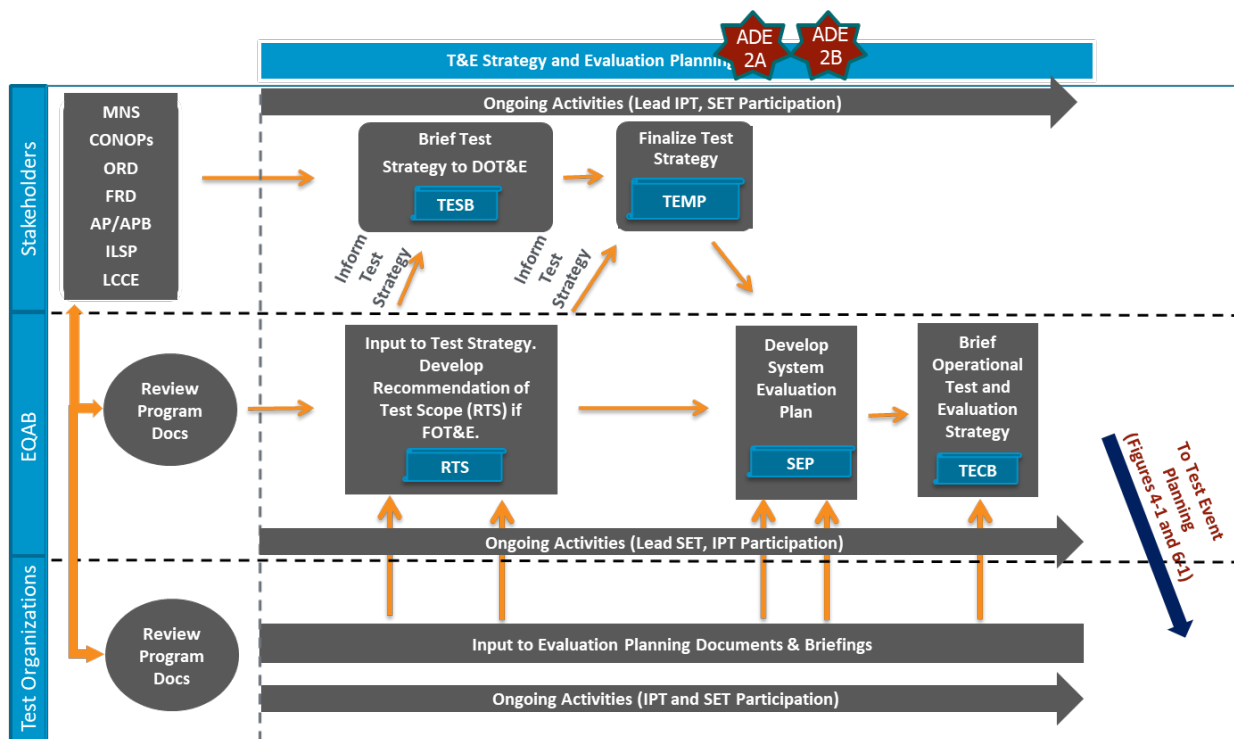 ADE
2A
ADE
2B
T&E Strategy and Evaluation Planning
Stakeholders
MNS
CONOPs
ORD
FRD
AP/APB
ILSP
LCCE
Ongoing Activities (Lead IPT, SET Participation)
Brief Test
Strategy to DOT&E
TESB
Finalize Test
Strategy
TEMP
Inform
Test
Strategy
Inform
Test
Strategy
EQAB
Review
Program
Docs
Input to Test Strategy.
Develop
Recommendation of
Test Scope (RTS) if
FOT&E.
RTS
Develop
System
Evaluation
Plan
SEP
Brief
Operational
Test and
Evaluation
Strategy
TECB
Ongoing Activities (Lead SET, IPT Participation)
To Test Event
Planning
(Figures 4-1 and 6-1)
Test Organizations
Review
Program
Docs
Input to Evaluation Planning Documents & Briefings
Ongoing Activities (IPT and SET Participation)